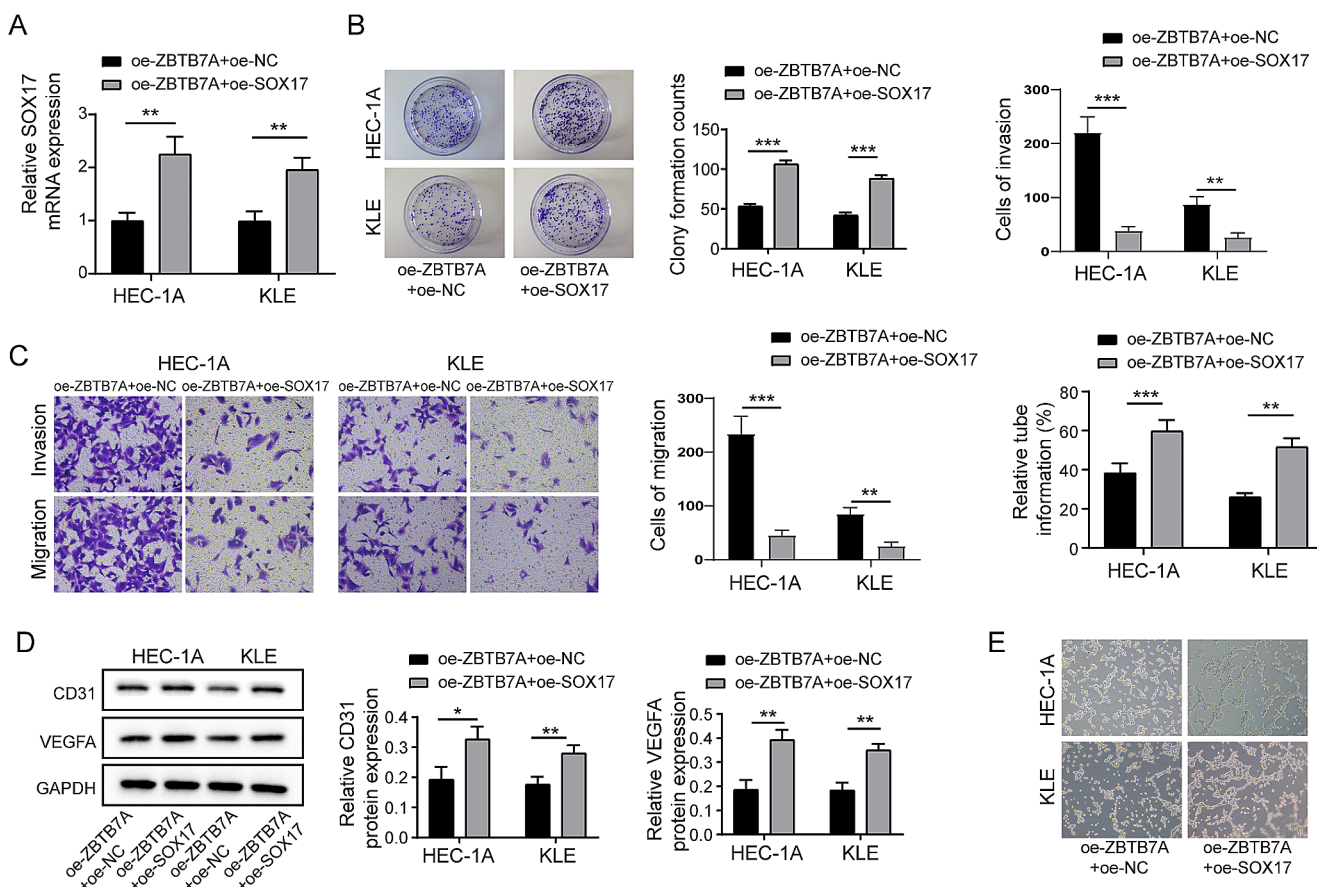 A
oe-ZBTB7A+oe-NC
oe-ZBTB7A+oe-SOX17
Relative SOX17
mRNA expression
3
2
1
0
**
**
HEC-1A
KLE
B
HEC-1A
KLE
oe-ZBTB7A
+oe-NC
oe-ZBTB7A
+oe-SOX17
oe-ZBTB7A+oe-NC
oe-ZBTB7A+oe-SOX17
Clony formation counts
150
100
50
0
***
***
HEC-1A
KLE
oe-ZBTB7A+oe-NC
oe-ZBTB7A+oe-SOX17
Cells of invasion
300
200
100
0
***
**
HEC-1A
KLE
C
HEC-1A
KLE
oe-ZBTB7A+oe-NC
oe-ZBTB7A+oe-SOX17
oe-ZBTB7A+oe-NC
oe-ZBTB7A+oe-SOX17
Invasion
Migration
oe-ZBTB7A+oe-NC
oe-ZBTB7A+oe-SOX17
Cells of migration
300
200
100
0
***
**
HEC-1A
KLE
oe-ZBTB7A+oe-NC
oe-ZBTB7A+oe-SOX17
Relative tube
information (%)
80
60
40
20
0
***
**
HEC-1A
KLE
D
HEC-1A
KLE
CD31
VEGFA
GAPDH
oe-ZBTB7A
+oe-NC
oe-ZBTB7A
+oe-SOX17
oe-ZBTB7A
+oe-NC
oe-ZBTB7A
+oe-SOX17
oe-ZBTB7A+oe-NC
oe-ZBTB7A+oe-SOX17
Relative CD31
protein expression
0.4
0.3
0.2
0.1
0.0
*
**
HEC-1A
KLE
oe-ZBTB7A+oe-NC
oe-ZBTB7A+oe-SOX17
Relative VEGFA
protein expression
0.5
0.4
0.3
0.2
0.1
0.0
**
**
HEC-1A
KLE
E
HEC-1A
KLE
oe-ZBTB7A
+oe-NC
oe-ZBTB7A
+oe-SOX17